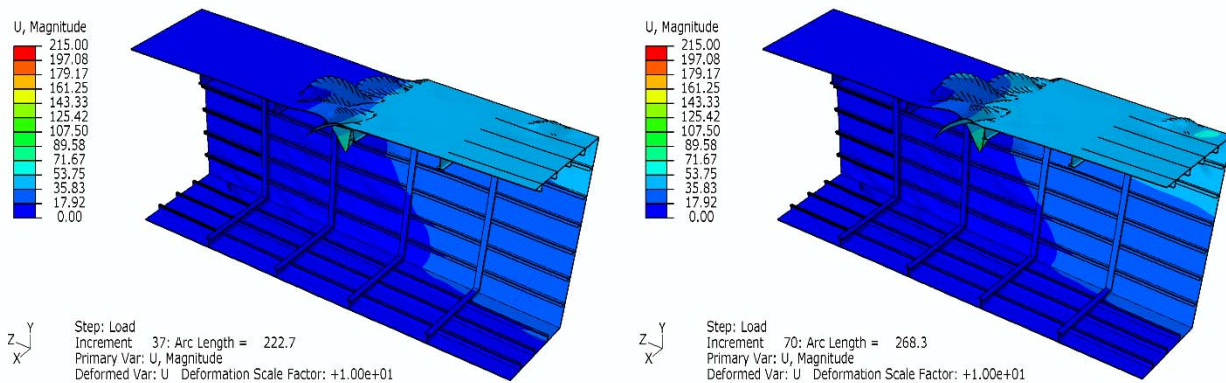 U, Magnitude
215.00
197.08
179.17
161.25
143.33
125.42
107.50
89.58
71.67
53.75
35.83
17.92
0.00
Z Y
X
Step: Load
Increment 37: Arc Length = 222.7
Primary Var: U, Magnitude
Deformed Var: U Deformation Scale Factor: +1.00e+01
U, Magnitude
215.00
197.08
179.17
161.25
143.33
125.42
107.50
89.58
71.67
53.75
35.83
17.92
0.00
Z Y
X
Step: Load
Increment 70: Arc Length = 268.3
Primary Var: U, Magnitude
Deformed Var: U Deformation Scale Factor: +1.00e+01